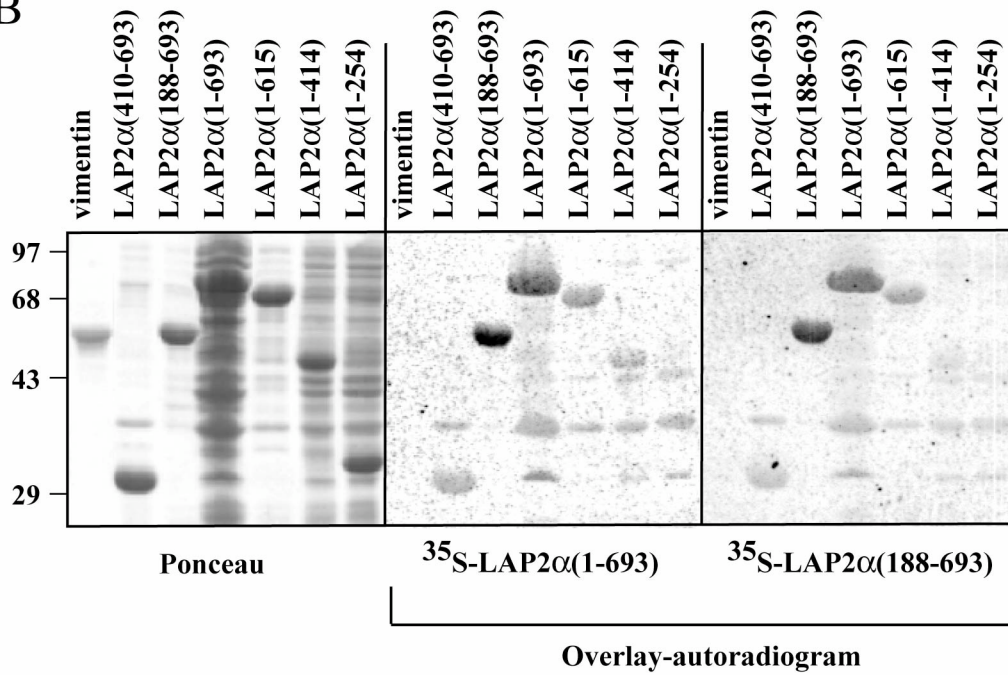 B
vimentin
LAP2α(410-693)
LAP2α(188-693)
LAP2α(1-693)
LAP2α(1-615)
LAP2α(1-414)
LAP2α(1-254)
vimentin
LAP2α(410-693)
LAP2α(188-693)
LAP2α(1-693)
LAP2α(1-615)
LAP2α(1-414)
LAP2α(1-254)
vimentin
LAP2α(410-693)
LAP2α(188-693)
LAP2α(1-693)
LAP2α(1-615)
LAP2α(1-414)
LAP2α(1-254)
97
68
43
29
Ponceau
³⁵S-LAP2α(1-693)
³⁵S-LAP2α(188-693)
Overlay-autoradiogram